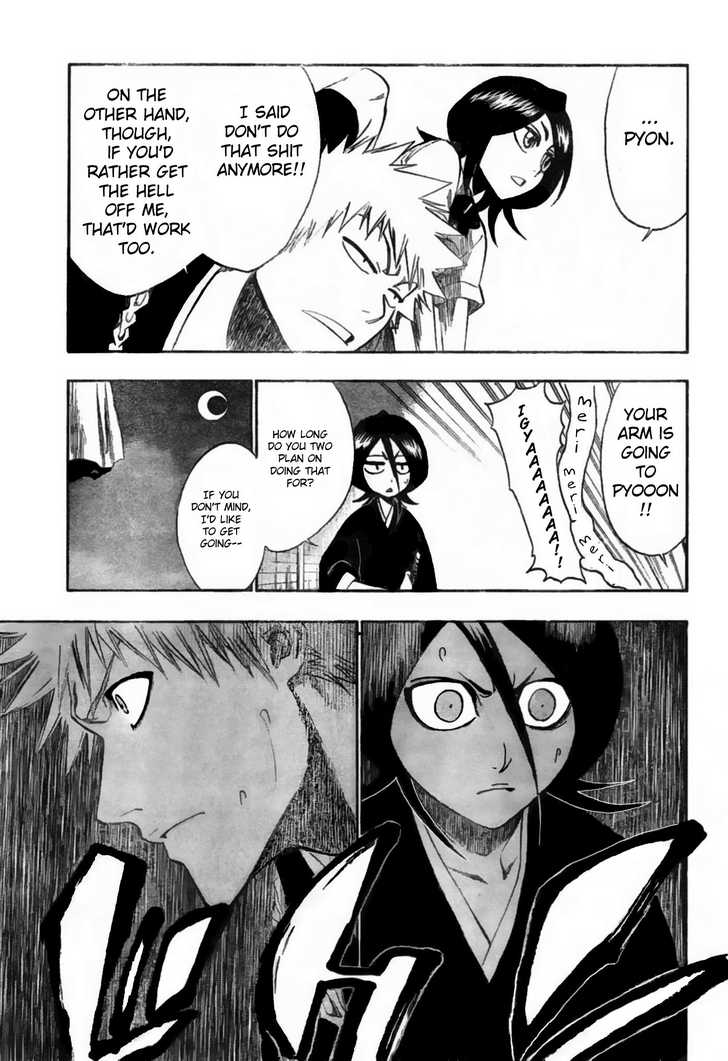 ...
PYON.
I SAID
DON'T DO
THAT SHIT
ANYMORE!!
ON THE
OTHER HAND,
THOUGH,
IF YOU'D
RATHER GET
THE HELL
OFF ME,
THAT'D WORK
TOO.
YOUR
ARM IS
GOING
TO
PYOOON
!!
meri meri meri meri--
IGYAAAAAAAA!!
HOW LONG
DO YOU TWO
PLAN ON
DOING THAT
FOR?
IF YOU
DON'T MIND,
I'D LIKE
TO GET
GOING--